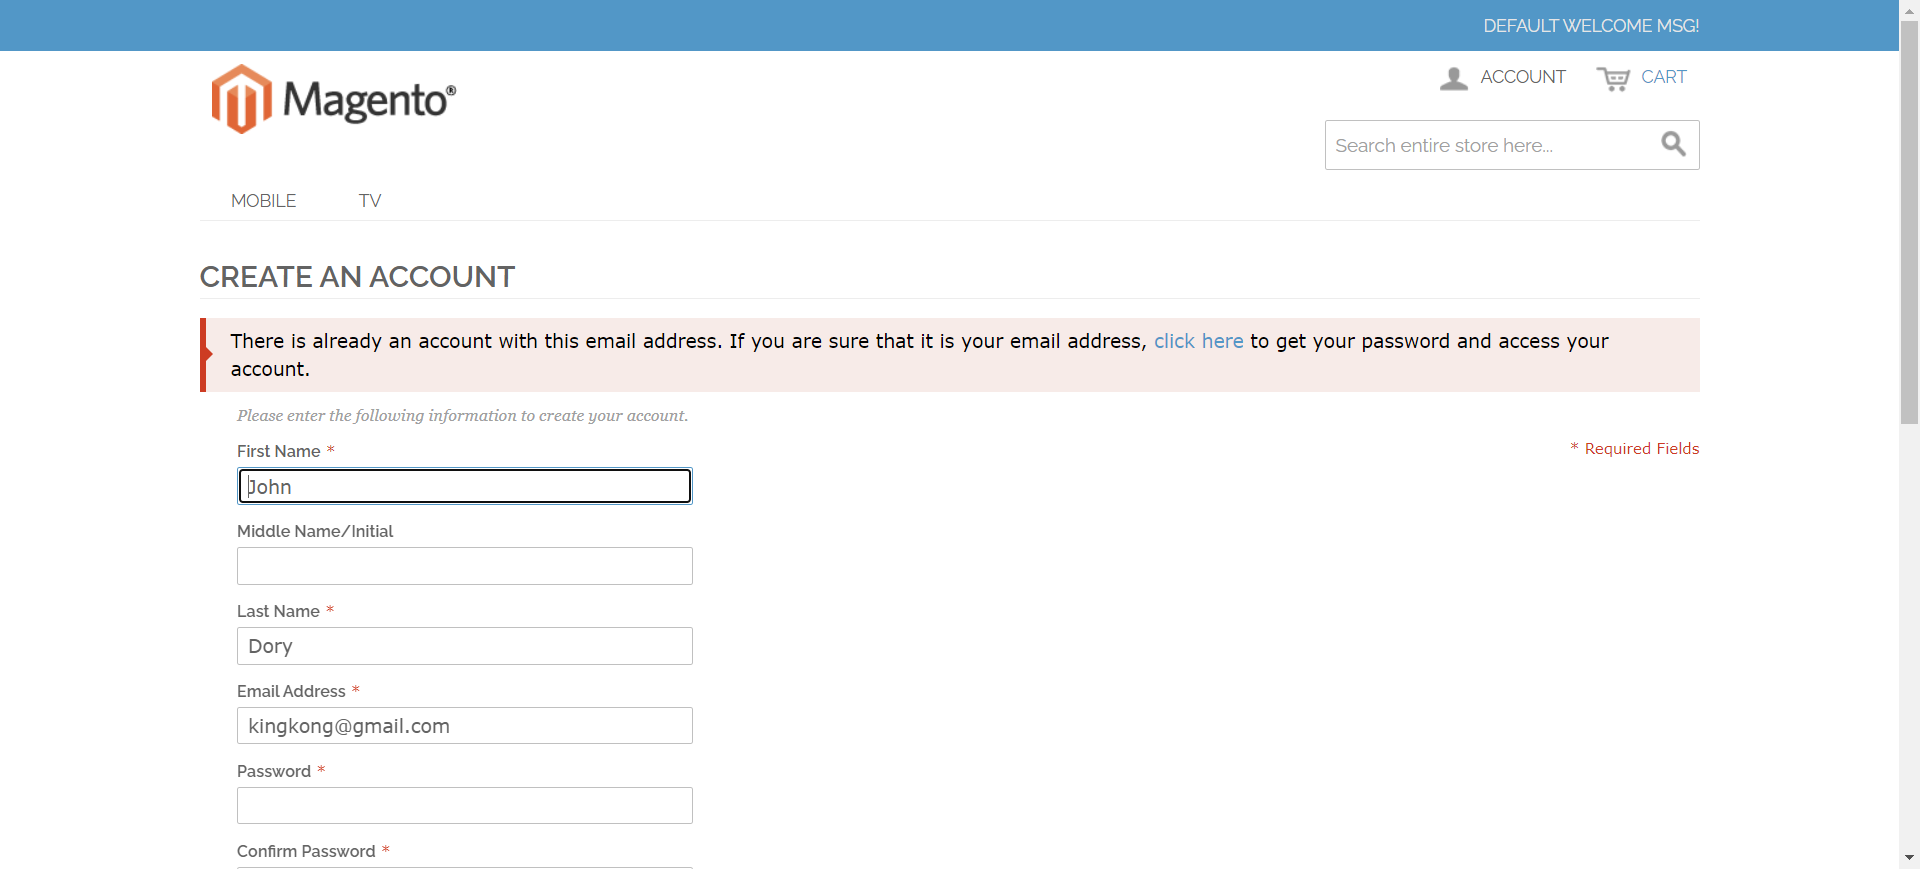 DEFAULT WELCOME MSG!
Magento®
ACCOUNT
CART
Search entire store here...
MOBILE
TV
CREATE AN ACCOUNT
There is already an account with this email address. If you are sure that it is your email address, click here to get your password and access your
account.
Please enter the following information to create your account.
First Name *
* Required Fields
John
Middle Name/Initial
Last Name *
Dory
Email Address *
kingkong@gmail.com
Password *
Confirm Password *